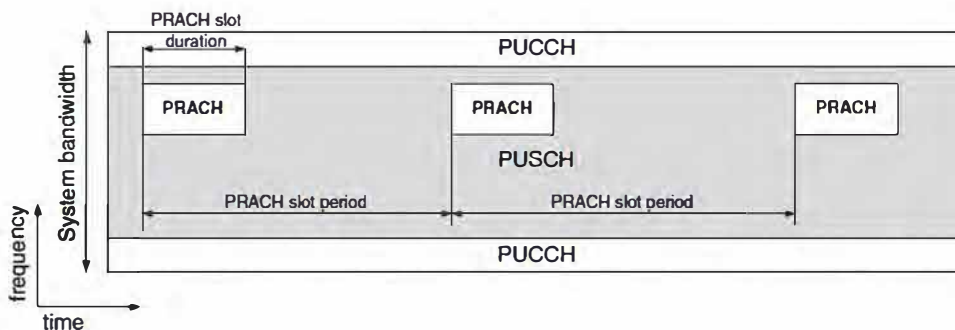 PRACH slot
duration
PUCCH
System bandwidth
PRACH
PRACH
PRACH
PUSCH
PRACH slot period
PRACH slot period
PUCCH
frequency
time